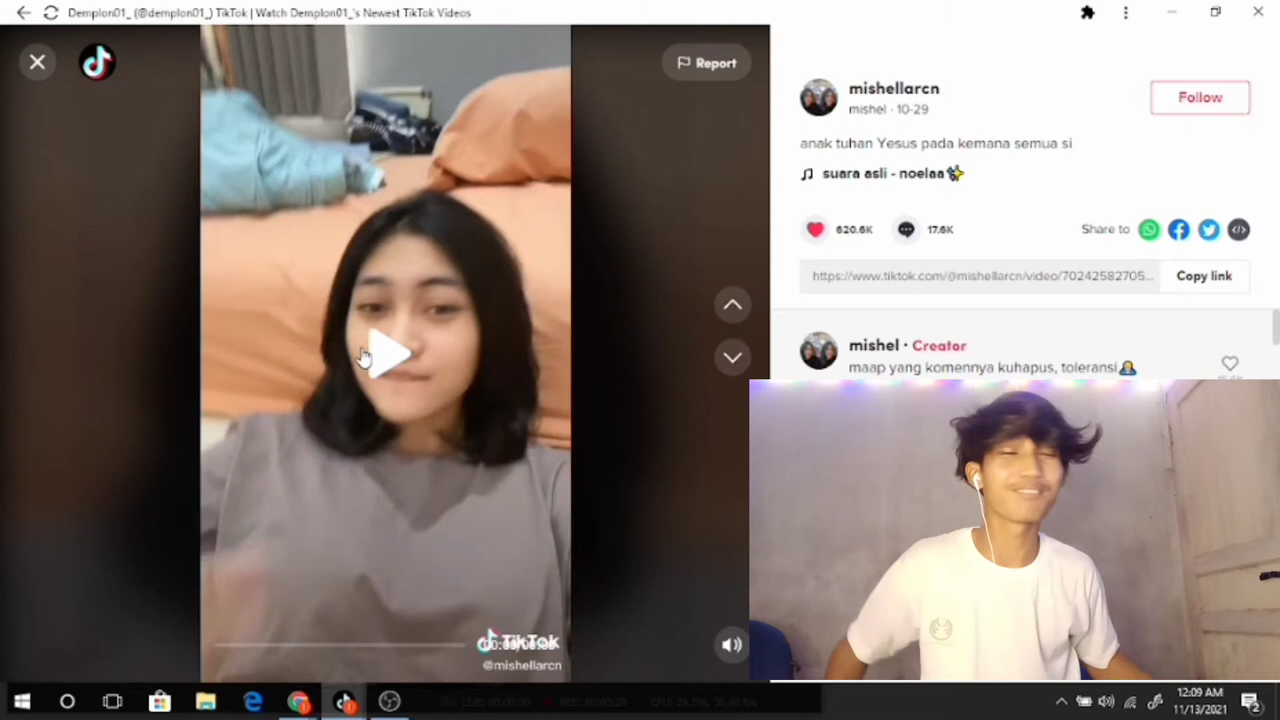 Demplon01_ (@demplon01_) TikTok | Watch Demplon01_'s Newest TikTok Videos
Report
mishellarcn
mishel · 10-29
Follow
anak tuhan Yesus pada kemana semua si
suara asli - noelaa✨
620.6K
17.6K
Share to
https://www.tiktok.com/@mishellarcn/video/70242582705...
Copy link
mishel · Creator
maap yang komennya kuhapus, toleransi
TikTok
@mishellarcn
12:09 AM
11/13/2021
2